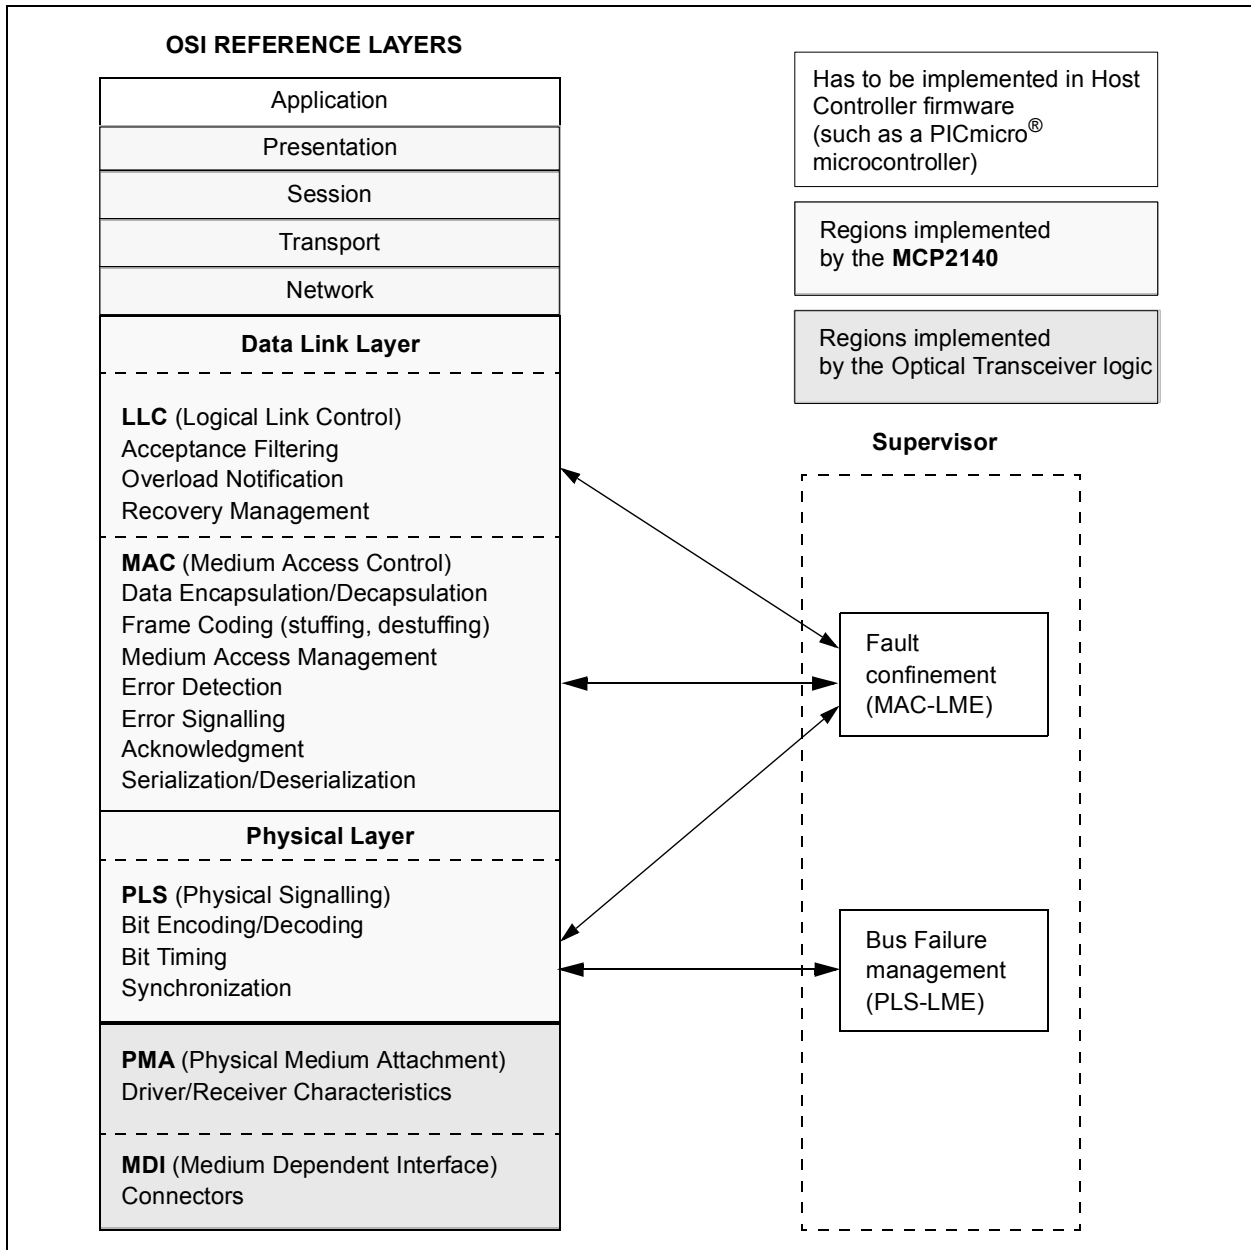 OSI REFERENCE LAYERS
Application
Presentation
Session
Transport
Network
Data Link Layer
LLC (Logical Link Control)
Acceptance Filtering
Overload Notification
Recovery Management
MAC (Medium Access Control)
Data Encapsulation/Decapsulation
Frame Coding (stuffing, destuffing)
Medium Access Management
Error Detection
Error Signalling
Acknowledgment
Serialization/Deserialization
Physical Layer
PLS (Physical Signalling)
Bit Encoding/Decoding
Bit Timing
Synchronization
PMA (Physical Medium Attachment)
Driver/Receiver Characteristics
MDI (Medium Dependent Interface)
Connectors
Has to be implemented in Host
Controller firmware
(such as a PICmicro®
microcontroller)
Regions implemented
by the MCP2140
Regions implemented
by the Optical Transceiver logic
Supervisor
Fault
confinement
(MAC-LME)
Bus Failure
management
(PLS-LME)